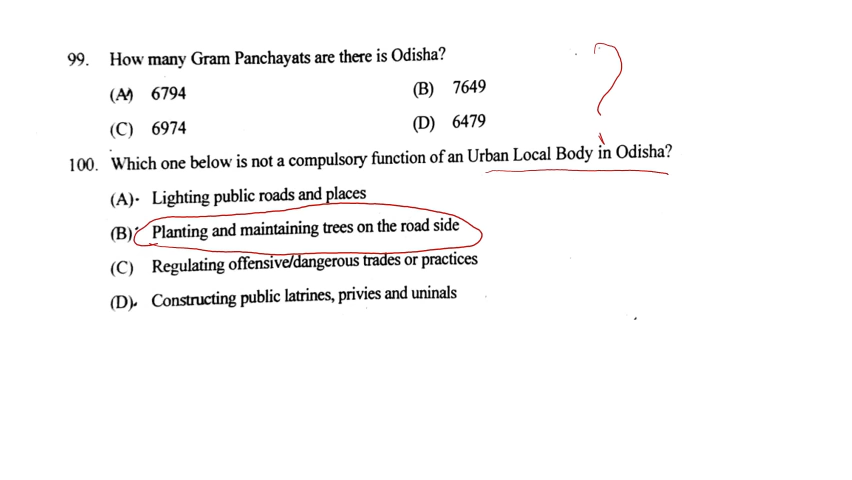 99. How many Gram Panchayats are there is Odisha?
(A) 6794 (B) 7649
(C) 6974 (D) 6479
100. Which one below is not a compulsory function of an Urban Local Body in Odisha?
(A) Lighting public roads and places
(B) Planting and maintaining trees on the road side
(C) Regulating offensive/dangerous trades or practices
(D) Constructing public latrines, privies and uninals
?